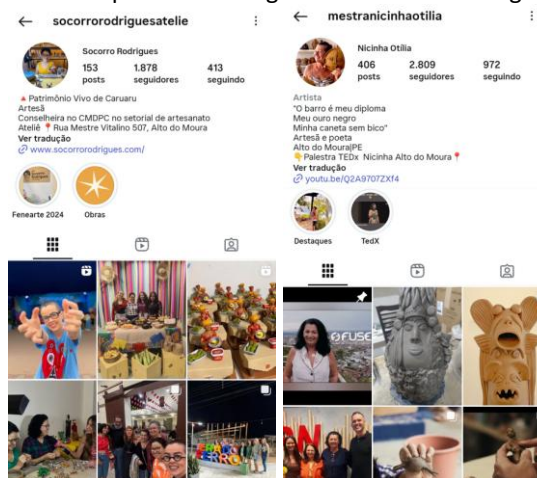 socorrorodriguesatelie
Socorro Rodrigues
153 1.878 413
posts seguidores seguindo
Patrimônio Vivo de Caruaru
Artesã
Conselheira no CMDPC no setorial de artesanato
Ateliê Rua Mestre Vitalino 507, Alto do Moura
Ver tradução
www.socorrorodrigues.com/
Fenearte 2024 Obras
mestranicinhaotilia
Nicinha Otília
406 2.809 972
posts seguidores seguindo
Artista
"O barro é meu diploma
Meu ouro negro
Minha caneta sem bico"
Artesã e poeta
Alto do Moura|PE
Palestra TEDx Nicinha Alto do Moura
Ver tradução
youtu.be/Q2A9707ZXf4
Destaques TedX
FUSE